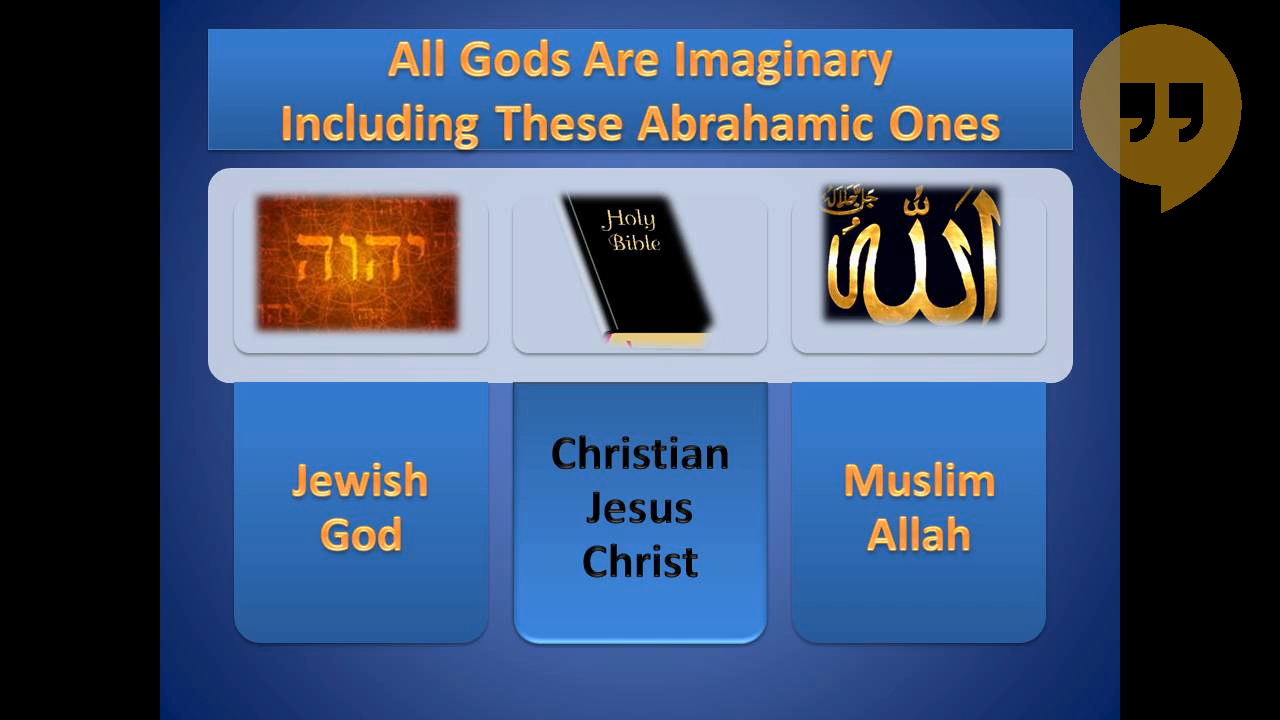 All Gods Are Imaginary
Including These Abrahamic Ones
יהוה
Holy
Bible
الله
Jewish
God
Christian
Jesus
Christ
Muslim
Allah